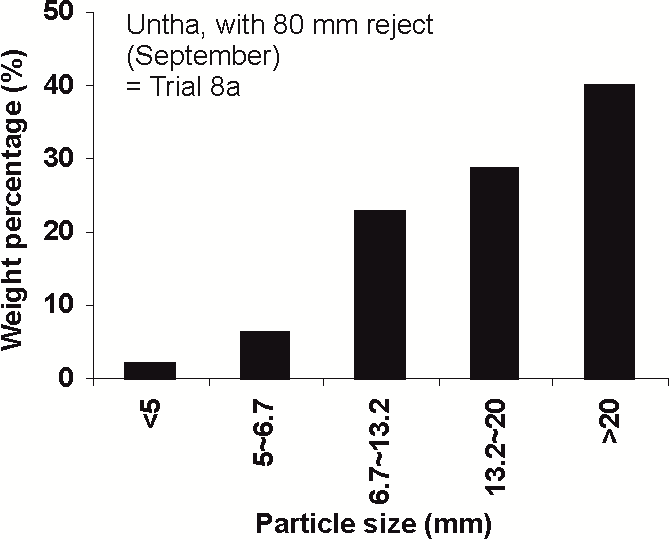 Untha, with 80 mm reject
(September)
= Trial 8a
Weight percentage (%)
50
40
30
20
10
0
<5
5~6.7
6.7~13.2
13.2~20
>20
Particle size (mm)